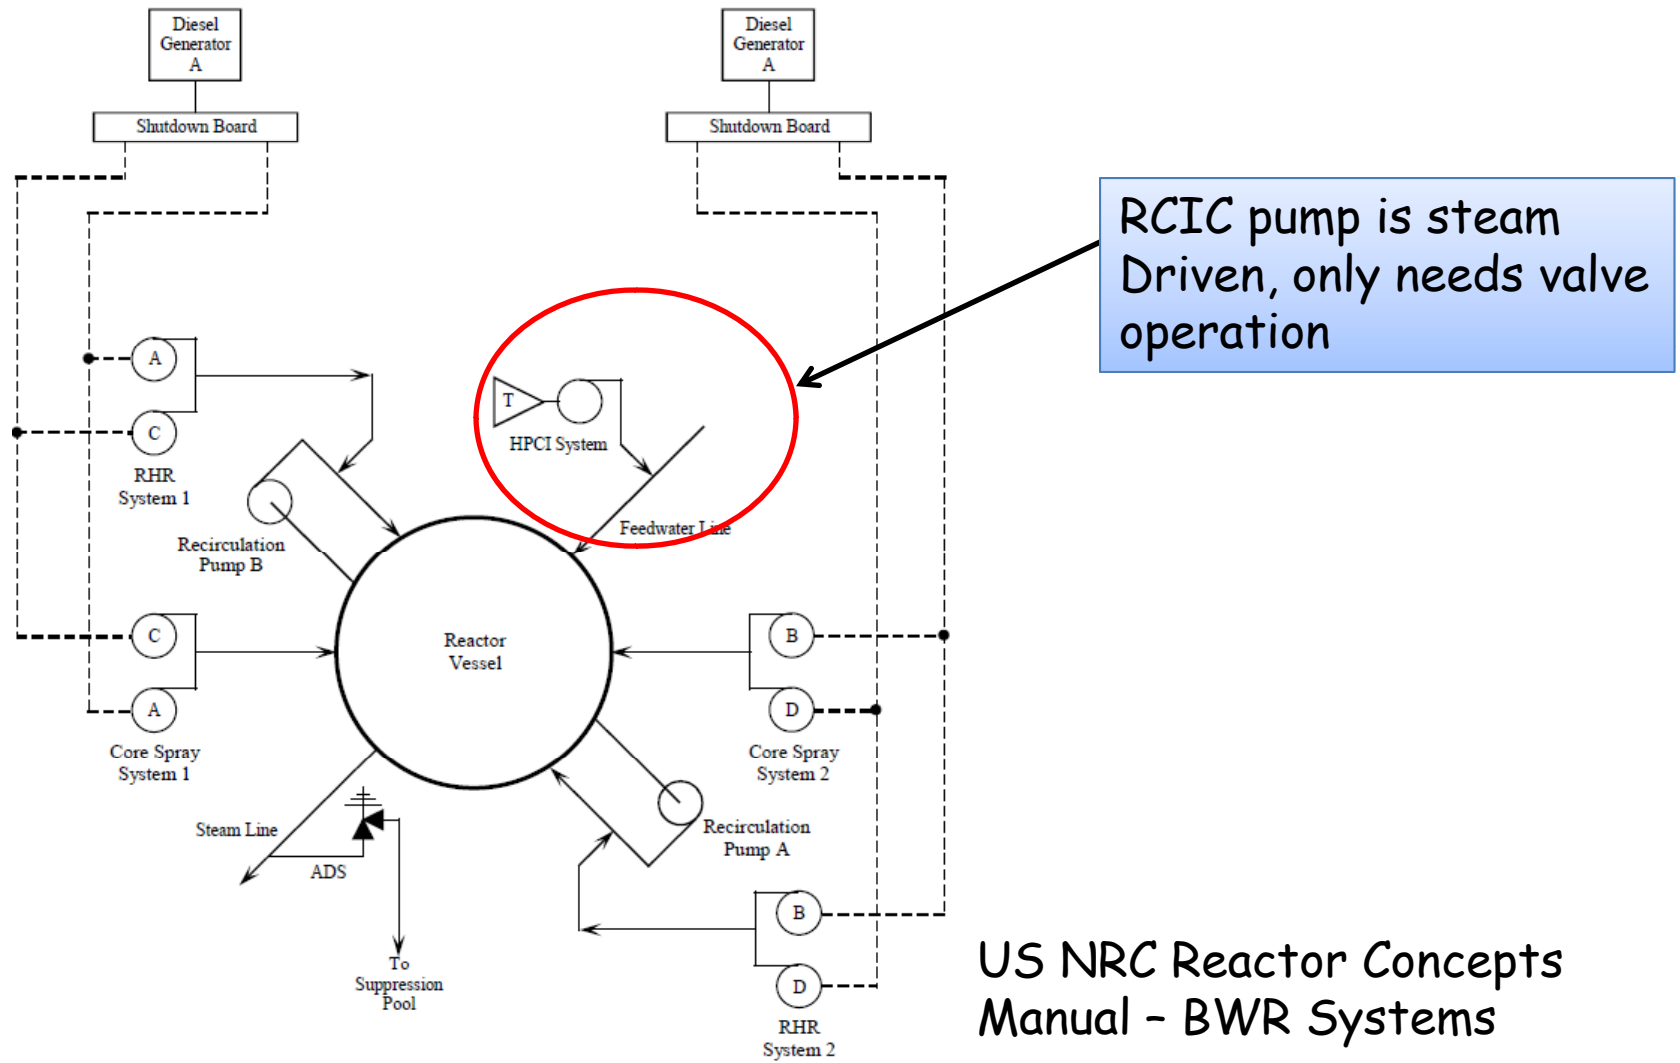 Diesel
Generator
A
Diesel
Generator
A
Shutdown Board
Shutdown Board
RCIC pump is steam
Driven, only needs valve
operation
A
C
RHR
System 1
T
HPCI System
Feedwater Line
Recirculation
Pump B
C
A
Core Spray
System 1
Reactor
Vessel
B
D
Core Spray
System 2
Steam Line
ADS
To
Suppression
Pool
Recirculation
Pump A
B
D
RHR
System 2
US NRC Reactor Concepts
Manual – BWR Systems